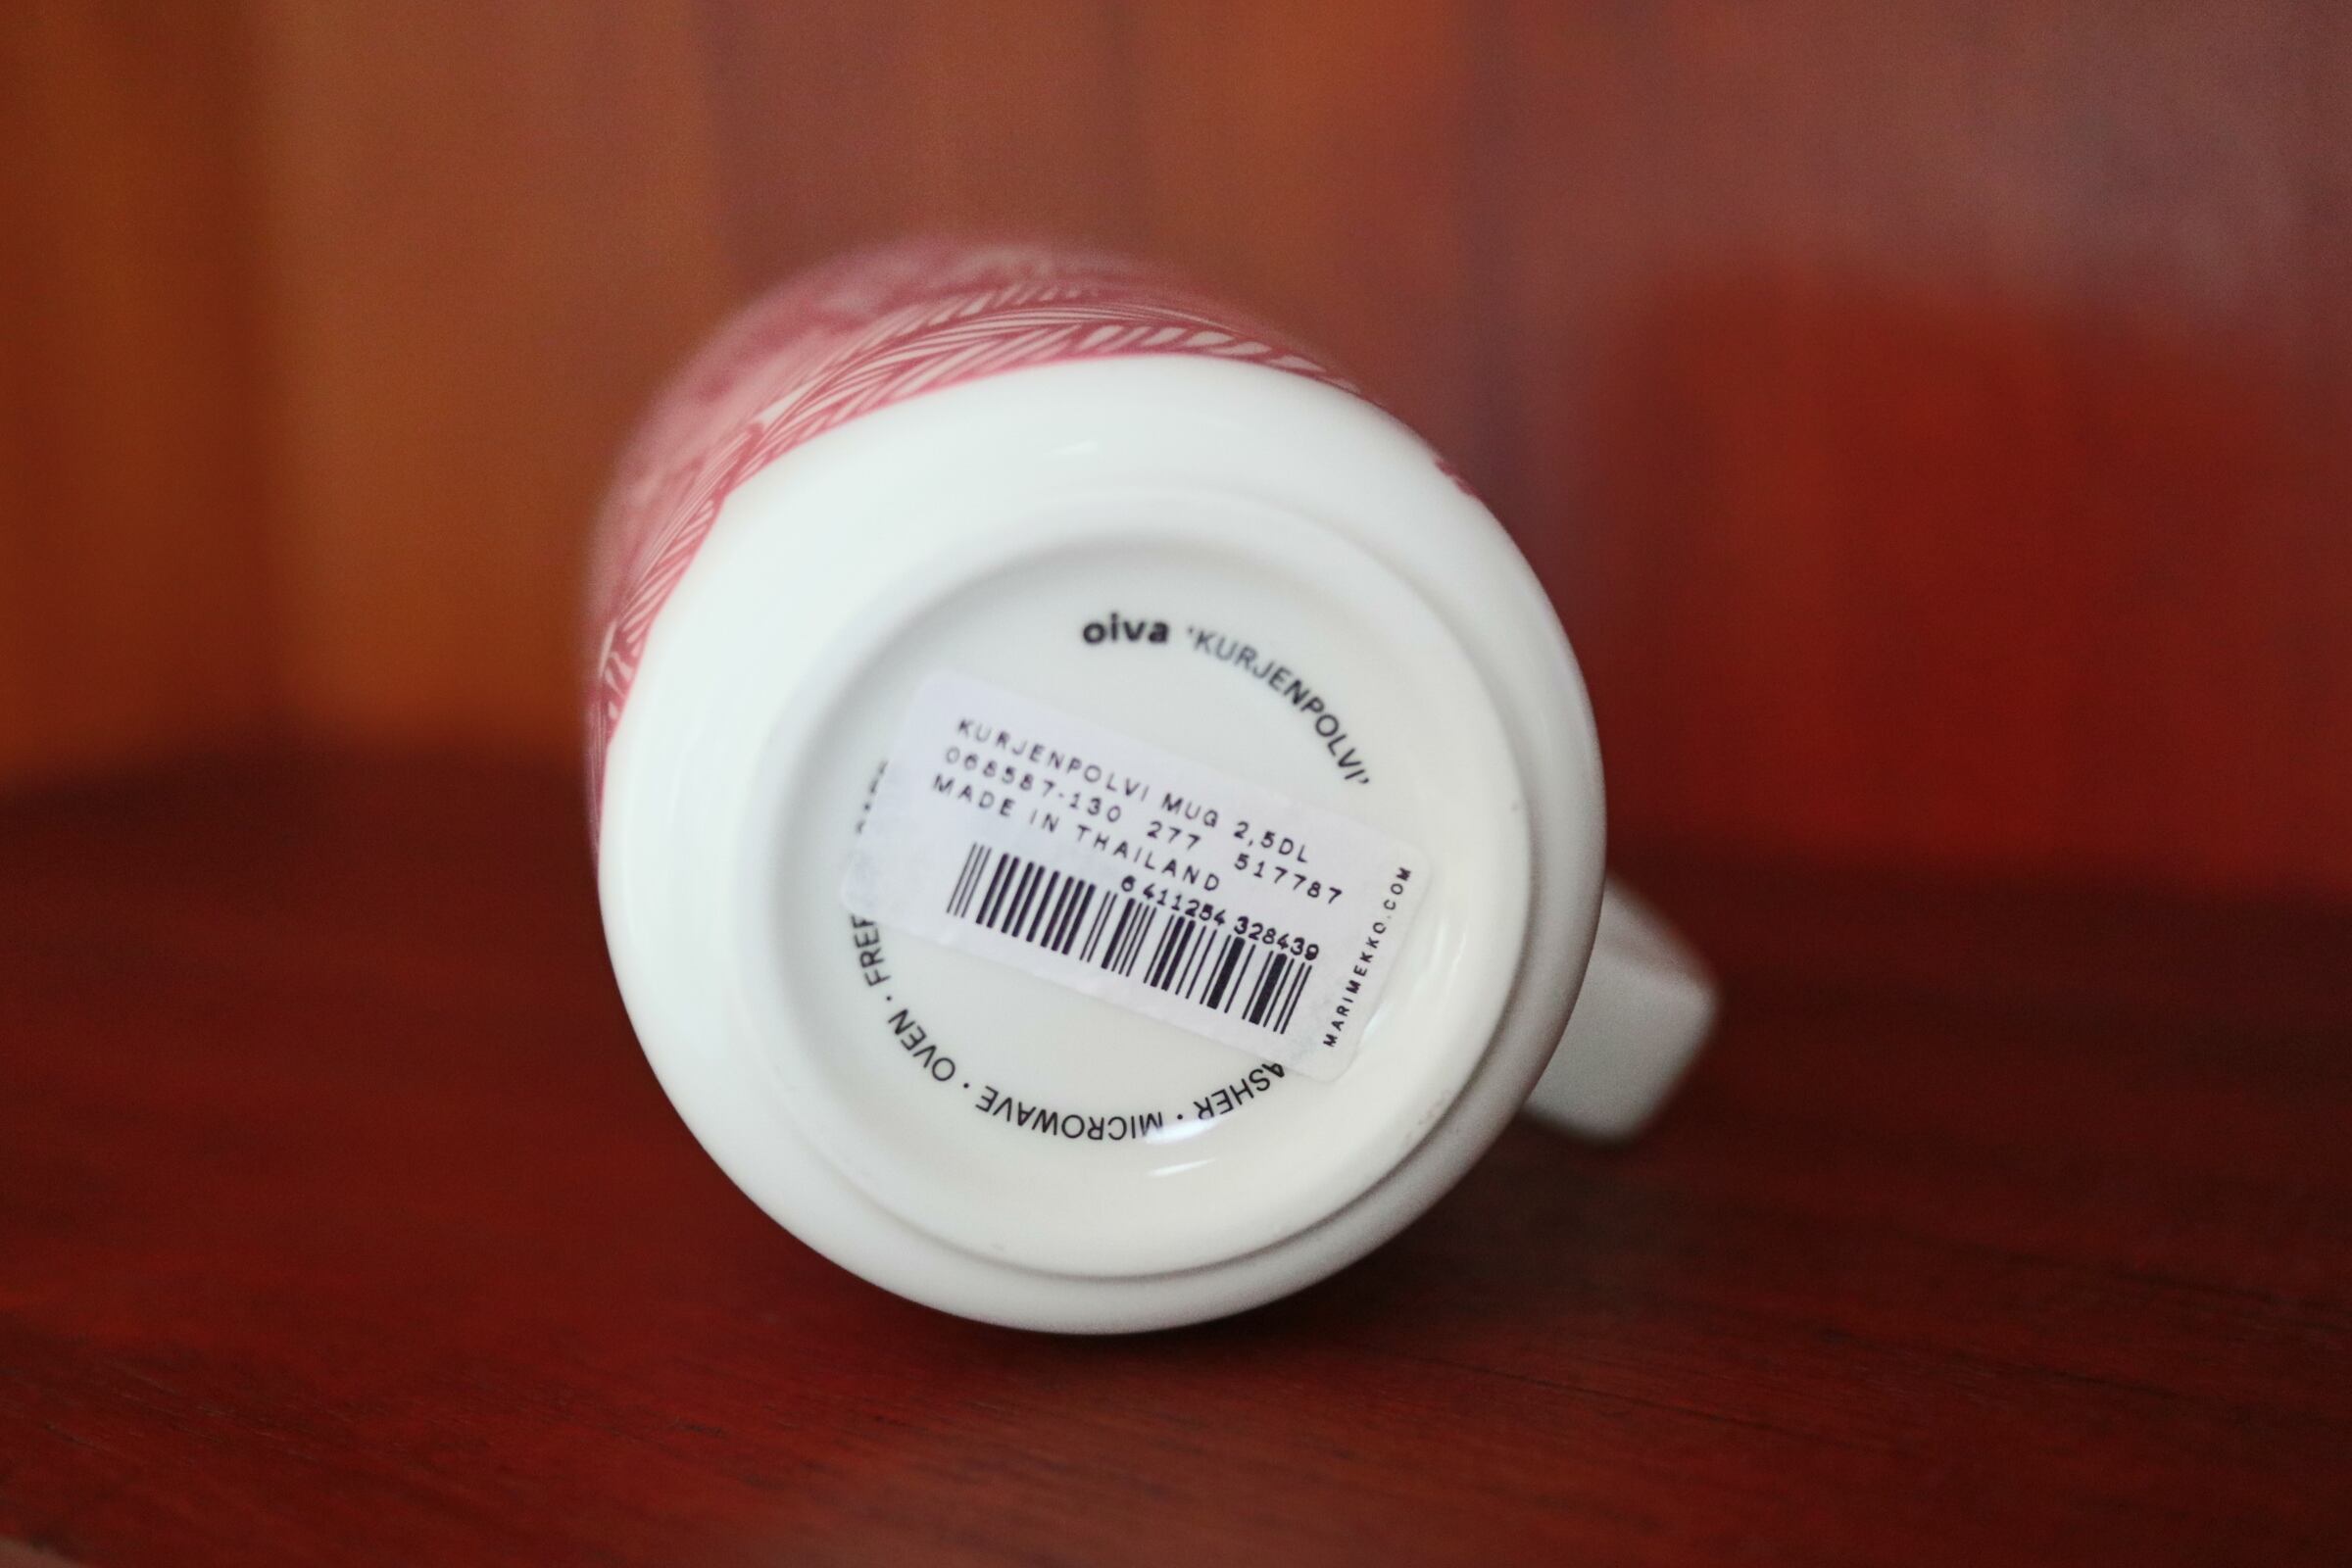 oiva 'KURJENPOLVI'
KURJENPOLVI MUG 2,5DL
068587-130 277 517787
MADE IN THAILAND
6 411254 328439
MARIMEKKO.COM
ASHER · MICROWAVE · OVEN · FREE